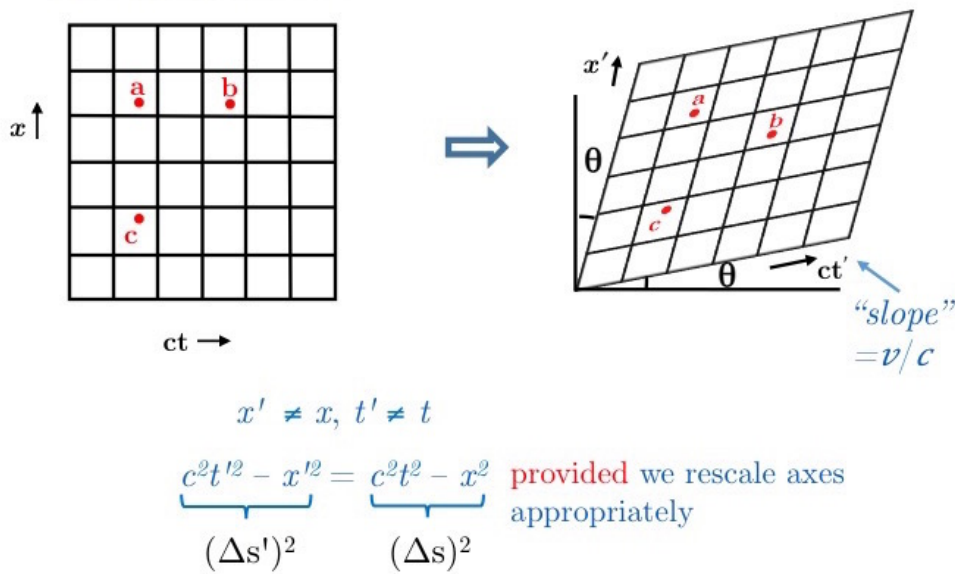 a
b
x ↑
c
ct →
x′ ↑
a
b
θ
c
θ
→ ct′
“slope”
= v/c
x′ ≠ x, t′ ≠ t
c²t′² – x′² = c²t² – x² provided we rescale axes
appropriately
(Δs')² (Δs)²